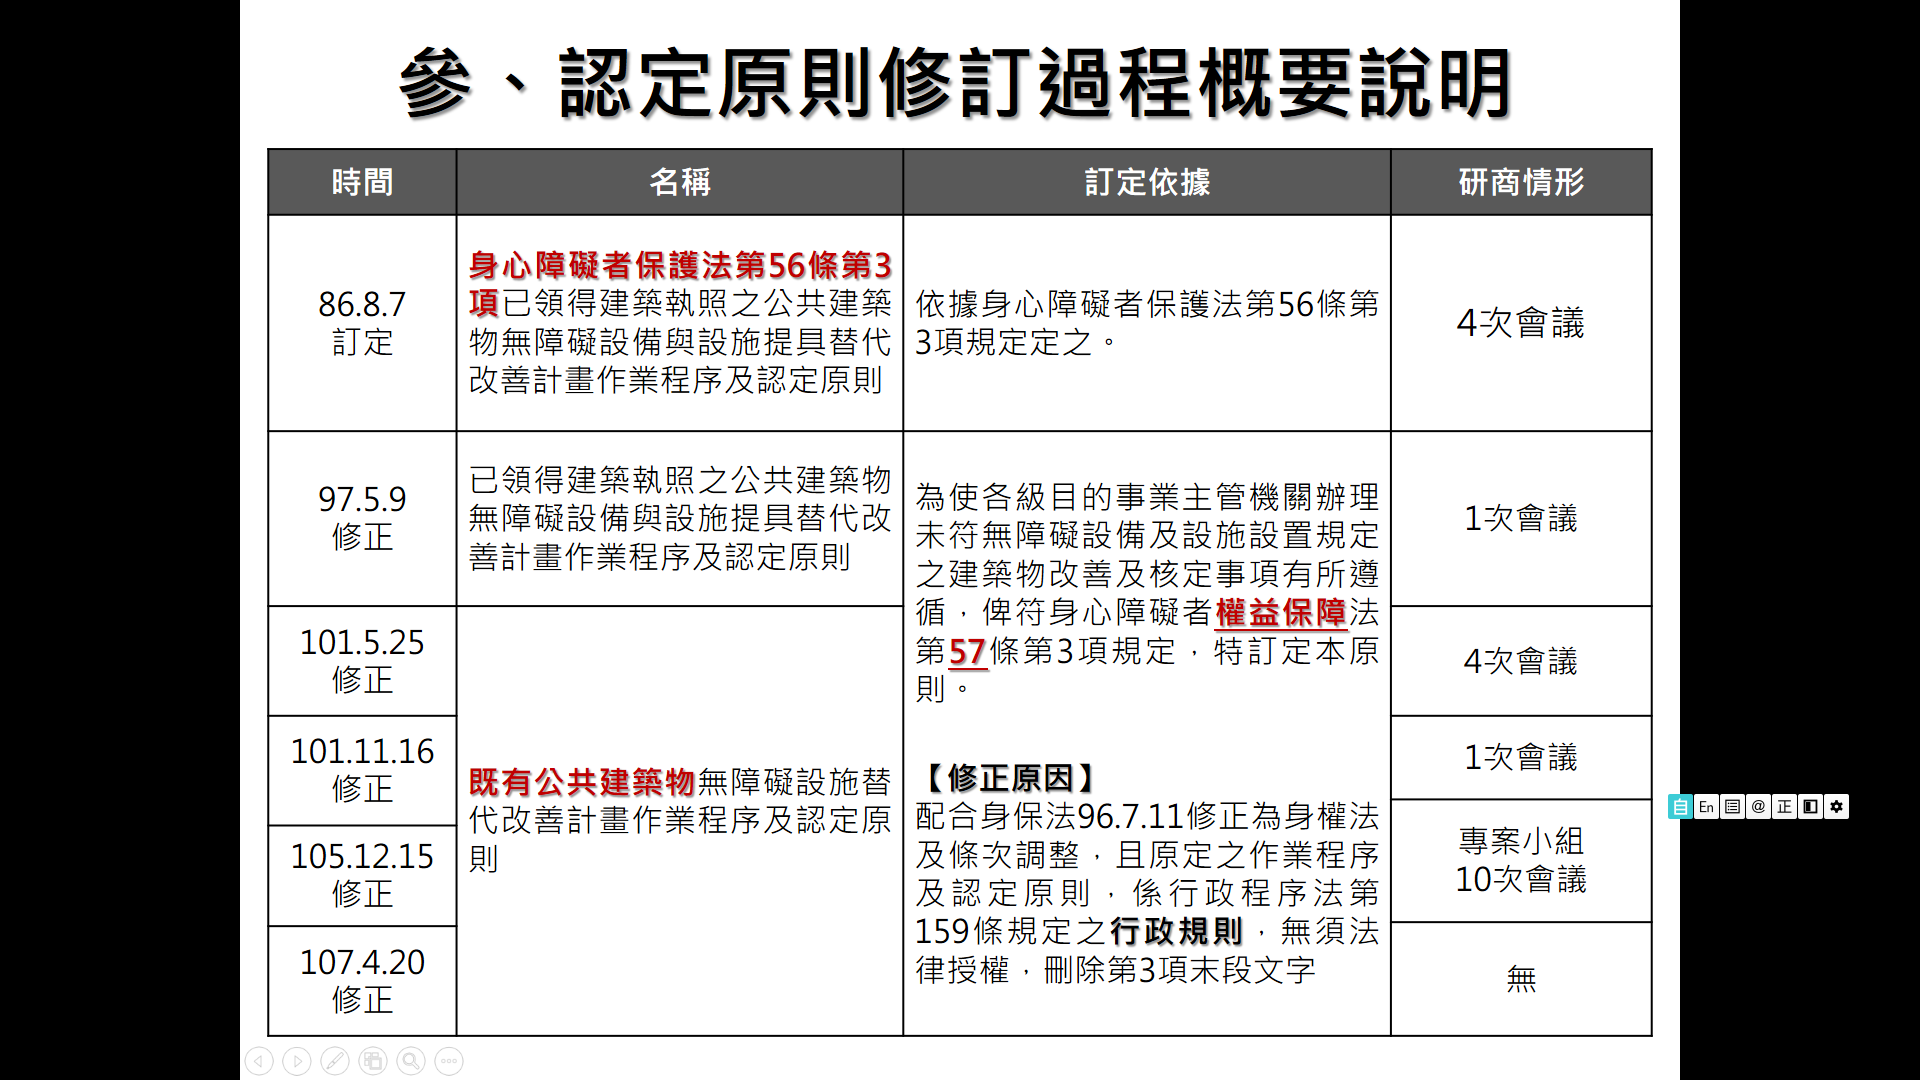 參、認定原則修訂過程概要說明
時間
名稱
訂定依據
研商情形
86.8.7
訂定
身心障礙者保護法第56條第3
項已領得建築執照之公共建築
物無障礙設備與設施提具替代
改善計畫作業程序及認定原則
依據身心障礙者保護法第56條第
3項規定定之。
4次會議
97.5.9
修正
已領得建築執照之公共建築物
無障礙設備與設施提具替代改
善計畫作業程序及認定原則
為使各級目的事業主管機關辦理
未符無障礙設備及設施設置規定
之建築物改善及核定事項有所遵
循，俾符身心障礙者權益保障法
第57條第3項規定，特訂定本原
則。
【修正原因】
配合身保法96.7.11修正為身權法
及條次調整，且原定之作業程序
及認定原則，係行政程序法第
159條規定之行政規則，無須法
律授權，刪除第3項末段文字
1次會議
101.5.25
修正
既有公共建築物無障礙設施替
代改善計畫作業程序及認定原
則
4次會議
101.11.16
修正
1次會議
105.12.15
修正
專案小組
10次會議
107.4.20
修正
無
自 En @ 正